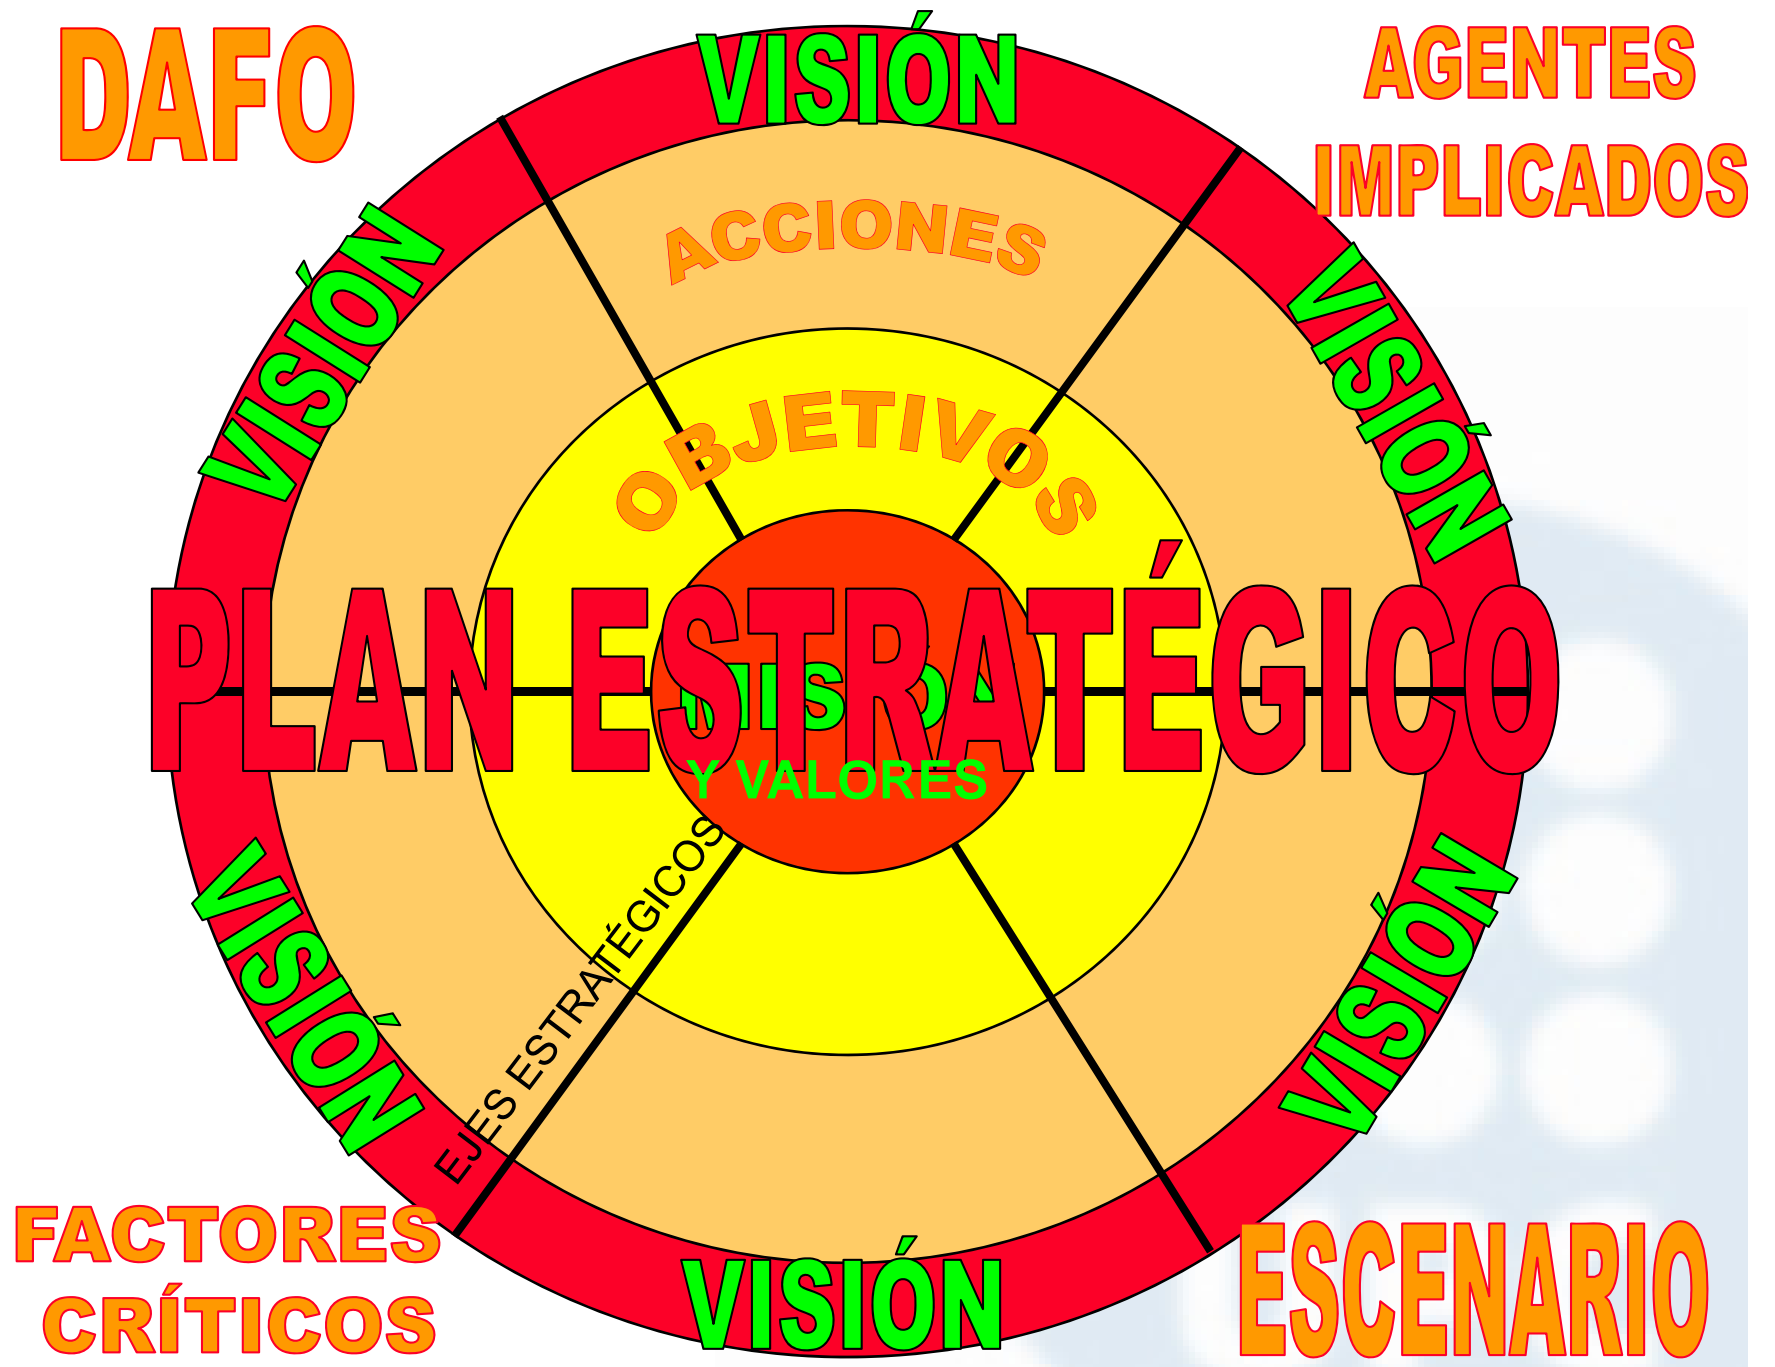 DAFO
AGENTES
IMPLICADOS
VISIÓN
ACCIONES
VISIÓN
VISIÓN
OBJETIVOS
PLAN ESTRATÉGICO
MISIÓN
Y VALORES
EJES ESTRATÉGICOS
VISIÓN
VISIÓN
FACTORES
CRÍTICOS
VISIÓN
ESCENARIO